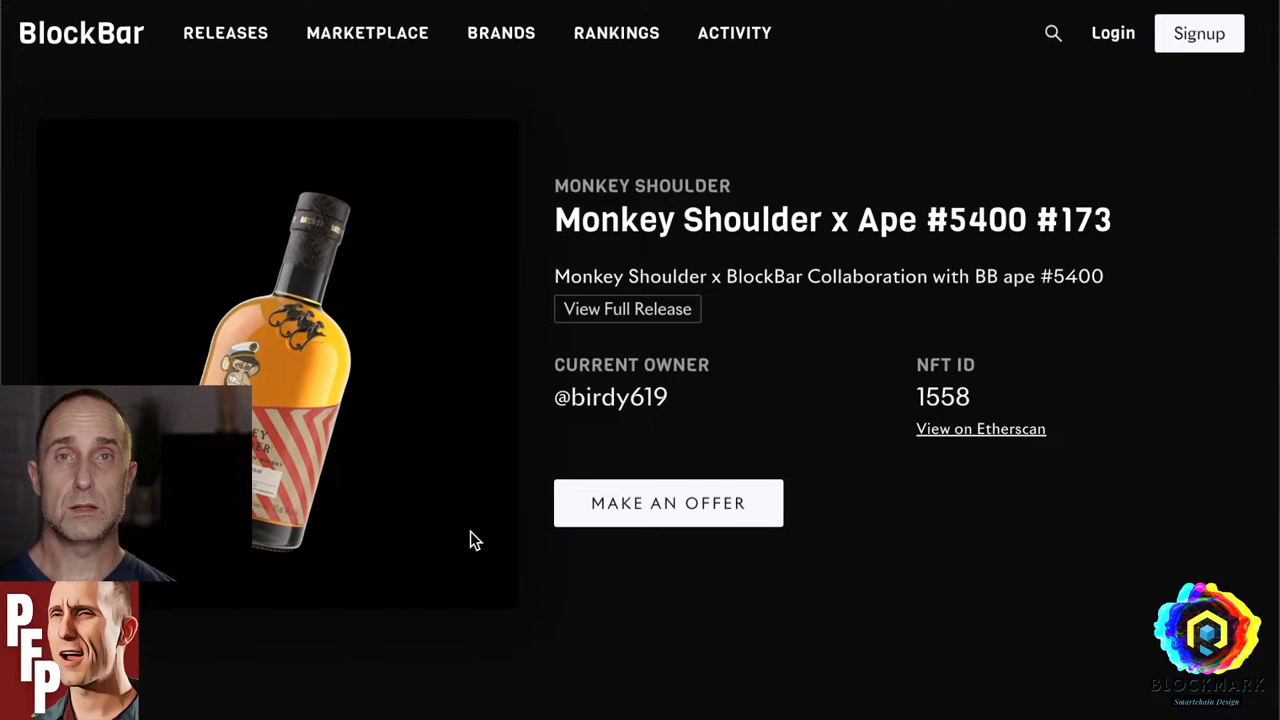 BlockBar
RELEASES
MARKETPLACE
BRANDS
RANKINGS
ACTIVITY
Login
Signup
MONKEY SHOULDER
Monkey Shoulder x Ape #5400 #173
Monkey Shoulder x BlockBar Collaboration with BB ape #5400
View Full Release
CURRENT OWNER
@birdy619
NFT ID
1558
View on Etherscan
MAKE AN OFFER
PFP
BLOCKMARK
Smartchain Design